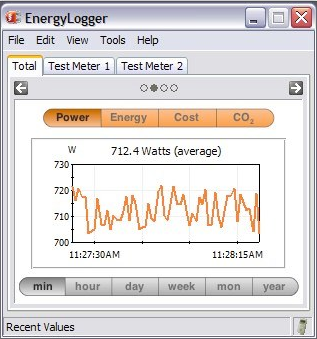 EnergyLogger
File Edit View Tools Help
Total Test Meter 1 Test Meter 2
Power Energy Cost CO₂
W 712.4 Watts (average)
730
720
710
700
11:27:30AM 11:28:15AM
min hour day week mon year
Recent Values